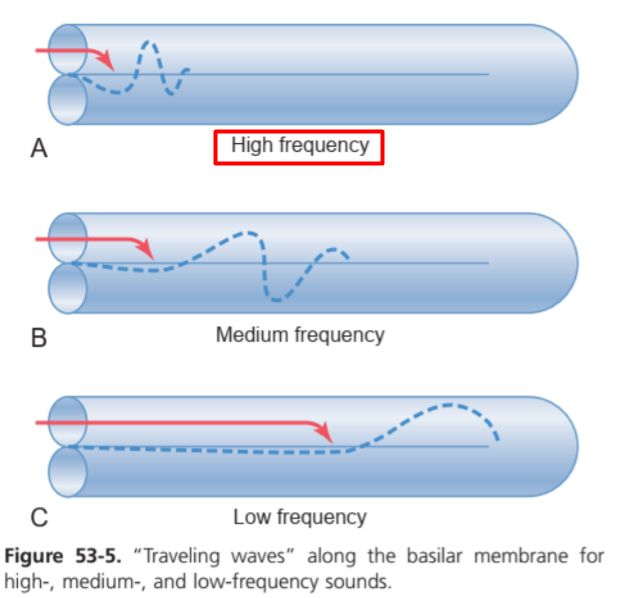 A
High frequency
B
Medium frequency
C
Low frequency
Figure 53-5. “Traveling waves” along the basilar membrane for
high-, medium-, and low-frequency sounds.